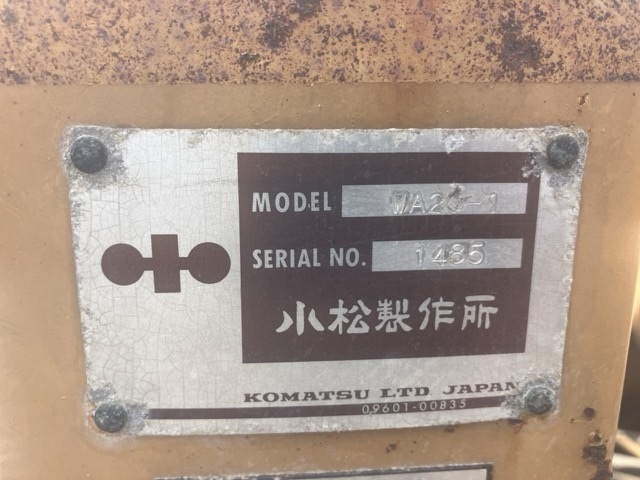 MODEL WA20-1
SERIAL NO. 1485
小松製作所
KOMATSU LTD. JAPAN
09601-00835